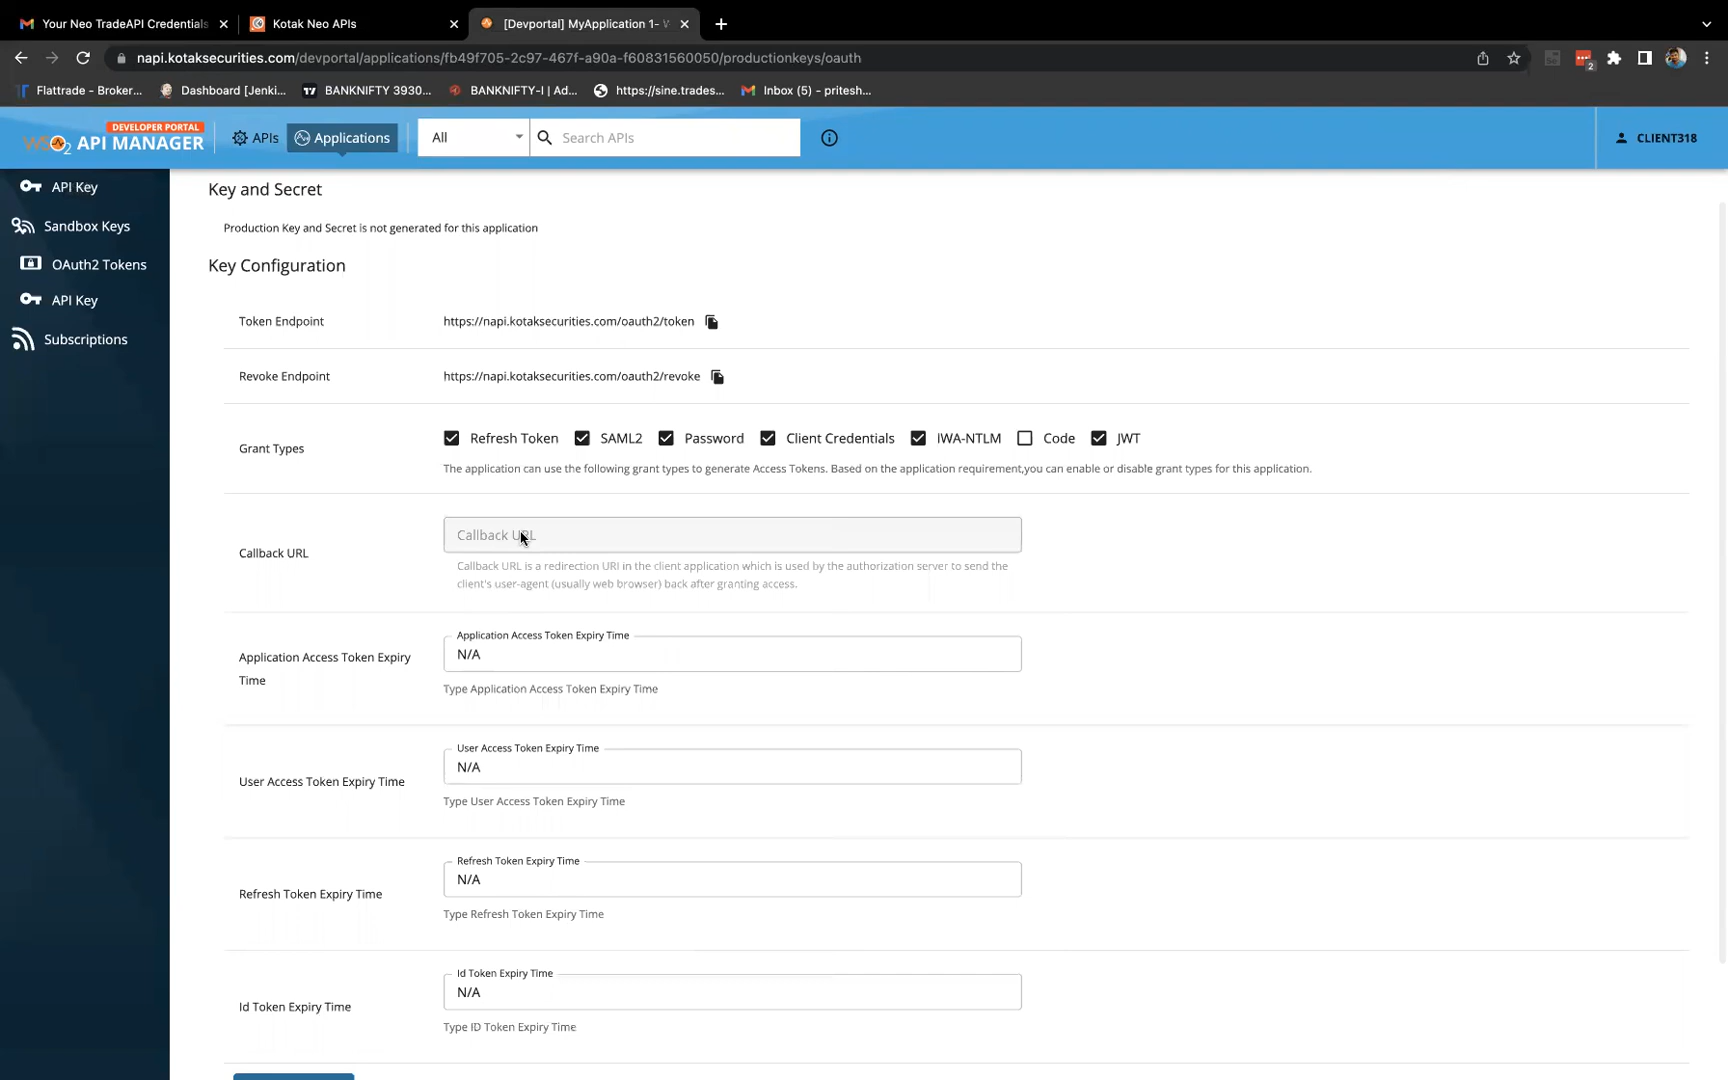 Your Neo TradeAPI Credentials
Kotak Neo APIs
[Devportal] MyApplication 1-
napi.kotaksecurities.com/devportal/applications/fb49f705-2c97-467f-a90a-f60831560050/productionkeys/oauth
2
Flattrade - Broker...
Dashboard [Jenki...
BANKNIFTY 3930...
BANKNIFTY-I | Ad...
https://sine.trades...
Inbox (5) - pritesh...
DEVELOPER PORTAL
WSO2 API MANAGER
APIs
Applications
All
Search APIs
CLIENT318
API Key
Sandbox Keys
OAuth2 Tokens
API Key
Subscriptions
Key and Secret
Production Key and Secret is not generated for this application
Key Configuration
Token Endpoint
https://napi.kotaksecurities.com/oauth2/token
Revoke Endpoint
https://napi.kotaksecurities.com/oauth2/revoke
Grant Types
Refresh Token SAML2 Password Client Credentials IWA-NTLM Code JWT
The application can use the following grant types to generate Access Tokens. Based on the application requirement,you can enable or disable grant types for this application.
Callback URL
Callback URL
Callback URL is a redirection URI in the client application which is used by the authorization server to send the
client's user-agent (usually web browser) back after granting access.
Application Access Token Expiry
Time
Application Access Token Expiry Time
N/A
Type Application Access Token Expiry Time
User Access Token Expiry Time
User Access Token Expiry Time
N/A
Type User Access Token Expiry Time
Refresh Token Expiry Time
Refresh Token Expiry Time
N/A
Type Refresh Token Expiry Time
Id Token Expiry Time
Id Token Expiry Time
N/A
Type ID Token Expiry Time